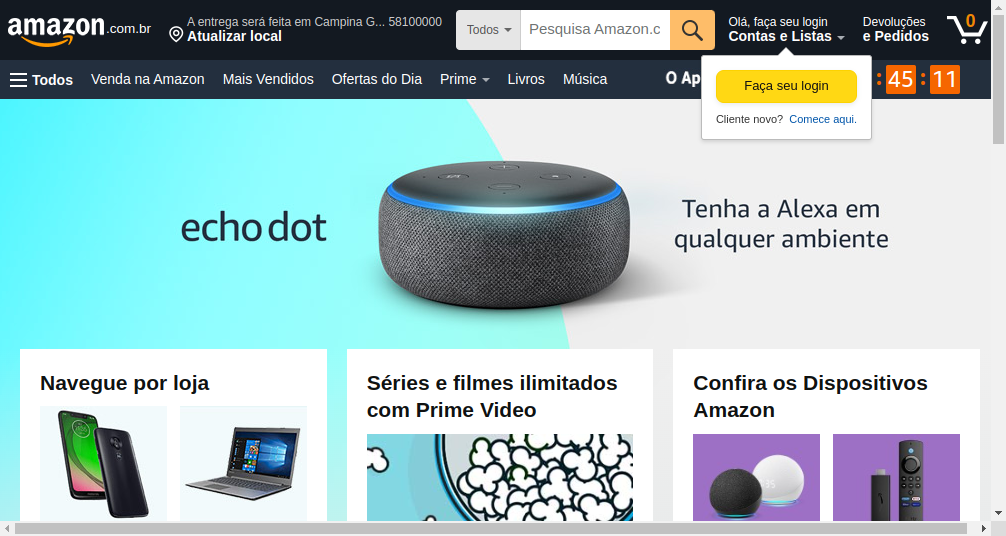 amazon.com.br
A entrega será feita em Campina G... 58100000
Atualizar local
Todos
Pesquisa Amazon.c
Olá, faça seu login
Contas e Listas
Devoluções
e Pedidos
0
Todos
Venda na Amazon
Mais Vendidos
Ofertas do Dia
Prime
Livros
Música
O Ap
: 45 : 11
Faça seu login
Cliente novo? Comece aqui.
echo dot
Tenha a Alexa em
qualquer ambiente
Navegue por loja
Séries e filmes ilimitados
com Prime Video
Confira os Dispositivos
Amazon